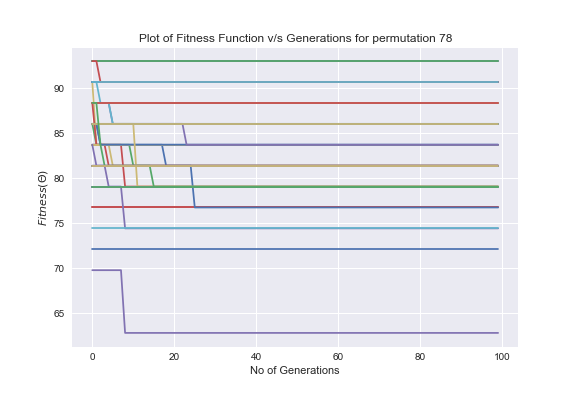 Plot of Fitness Function v/s Generations for permutation 78
90
85
80
75
70
65
Fitness(Θ)
0 20 40 60 80 100
No of Generations